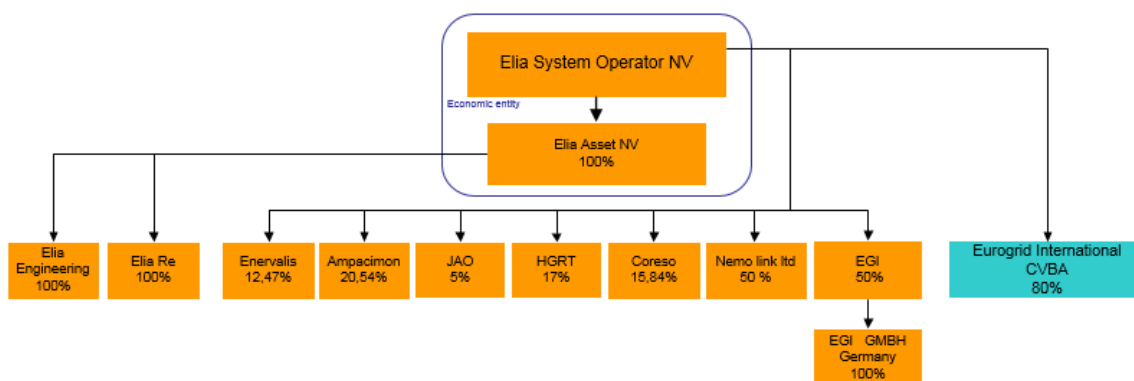 Elia System Operator NV
Economic entity
Elia Asset NV
100%
Elia
Engineering
100%
Elia Re
100%
Enervalis
12,47%
Ampacimon
20,54%
JAO
5%
HGRT
17%
Coreso
15,84%
Nemo link ltd
50 %
EGI
50%
Eurogrid International
CVBA
80%
EGI GMBH
Germany
100%